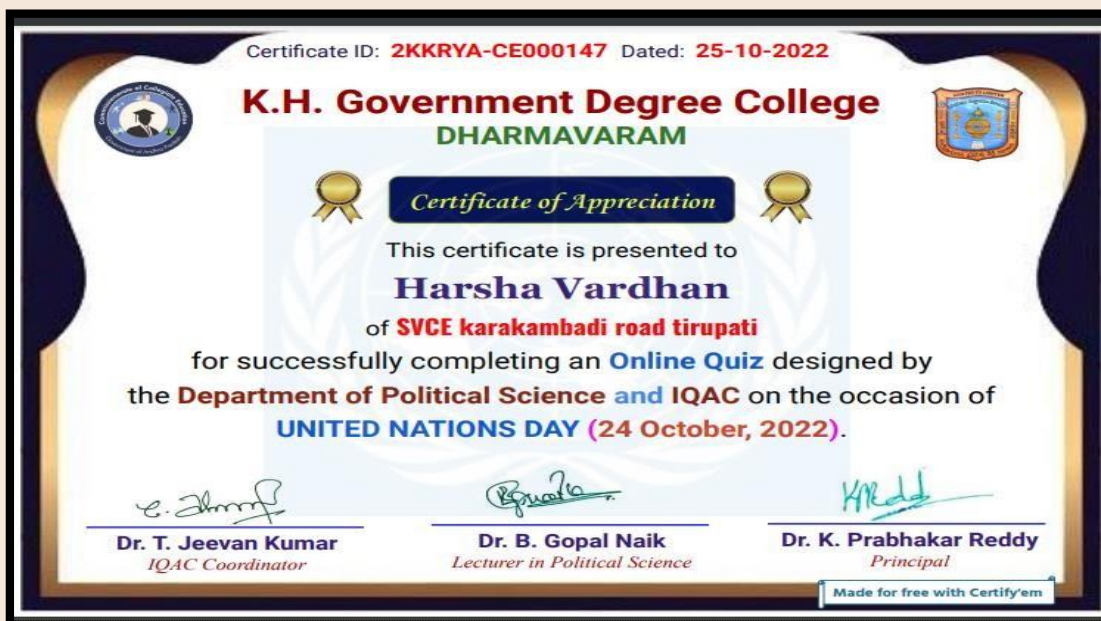 Certificate ID: 2KKRYA-CE000147 Dated: 25-10-2022
K.H. Government Degree College
DHARMAVARAM
Certificate of Appreciation
This certificate is presented to
Harsha Vardhan
of SVCE karakambadi road tirupati
for successfully completing an Online Quiz designed by
the Department of Political Science and IQAC on the occasion of
UNITED NATIONS DAY (24 October, 2022).
Dr. T. Jeevan Kumar
IQAC Coordinator
Dr. B. Gopal Naik
Lecturer in Political Science
Dr. K. Prabhakar Reddy
Principal
Made for free with Certify'em